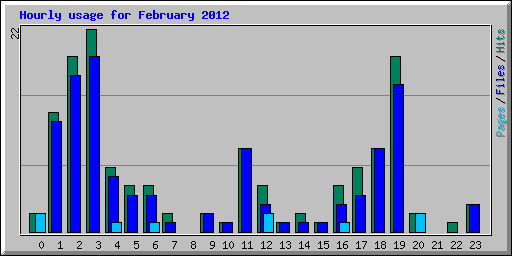 Hourly usage for February 2012
22
Pages / Files / Hits
0 1 2 3 4 5 6 7 8 9 10 11 12 13 14 15 16 17 18 19 20 21 22 23